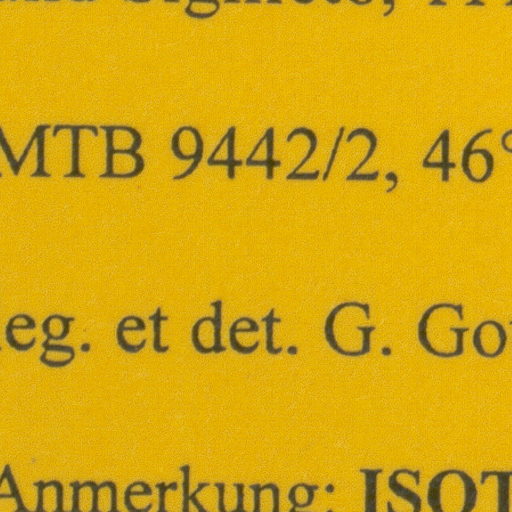 MTB 9442/2, 46°
leg. et det. G. Go
Anmerkung: ISOT